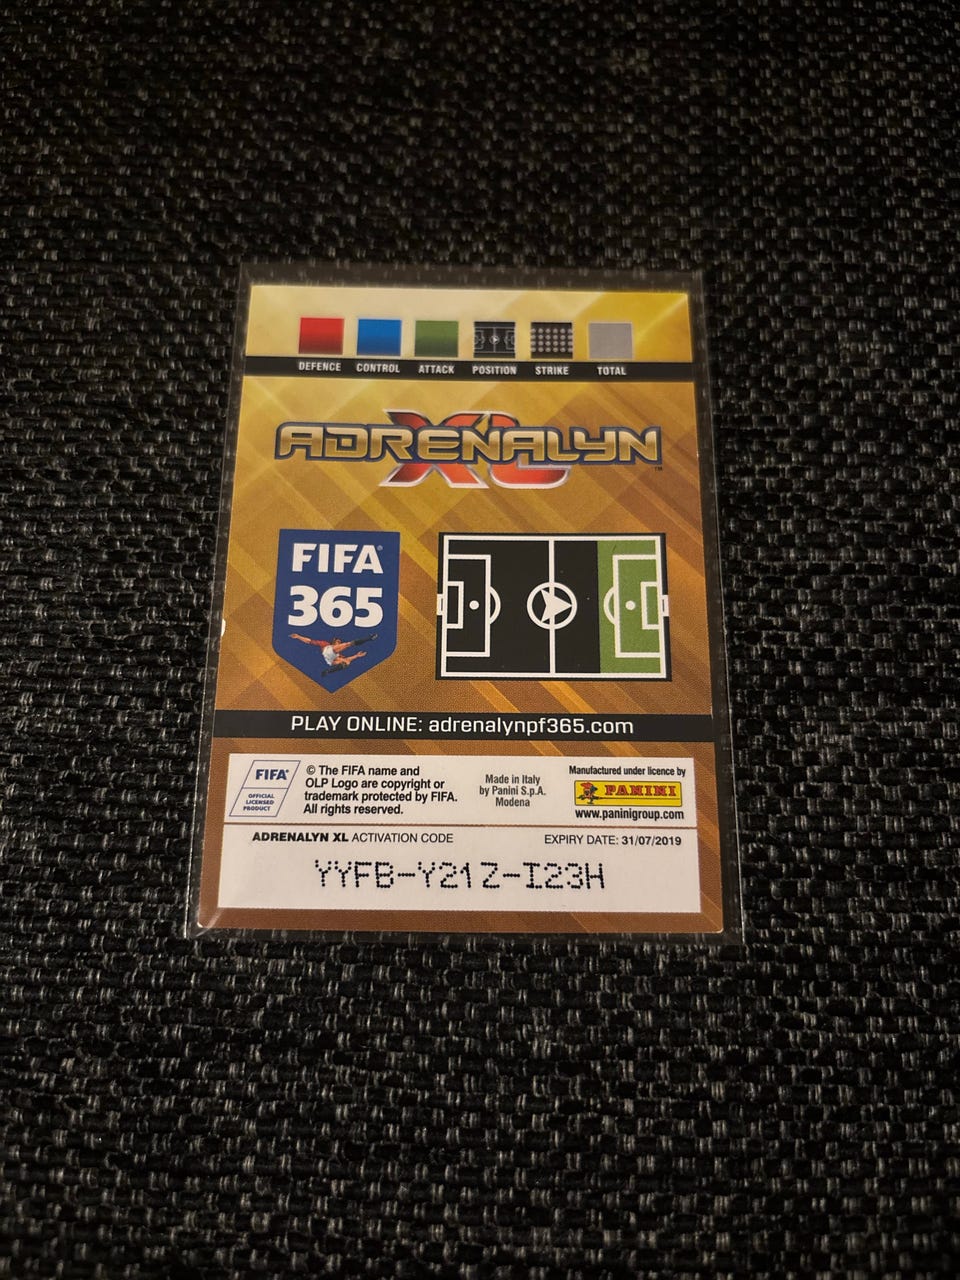 DEFENCE CONTROL ATTACK POSITION STRIKE TOTAL
ADRENALYN XL™
FIFA®
365
PLAY ONLINE: adrenalynpf365.com
FIFA®
OFFICIAL
LICENSED
PRODUCT
© The FIFA name and
OLP Logo are copyright or
trademark protected by FIFA.
All rights reserved.
Made in Italy
by Panini S.p.A.
Modena
Manufactured under licence by
PANINI
www.paninigroup.com
ADRENALYN XL ACTIVATION CODE
EXPIRY DATE: 31/07/2019
YYFB-Y21Z-I23H